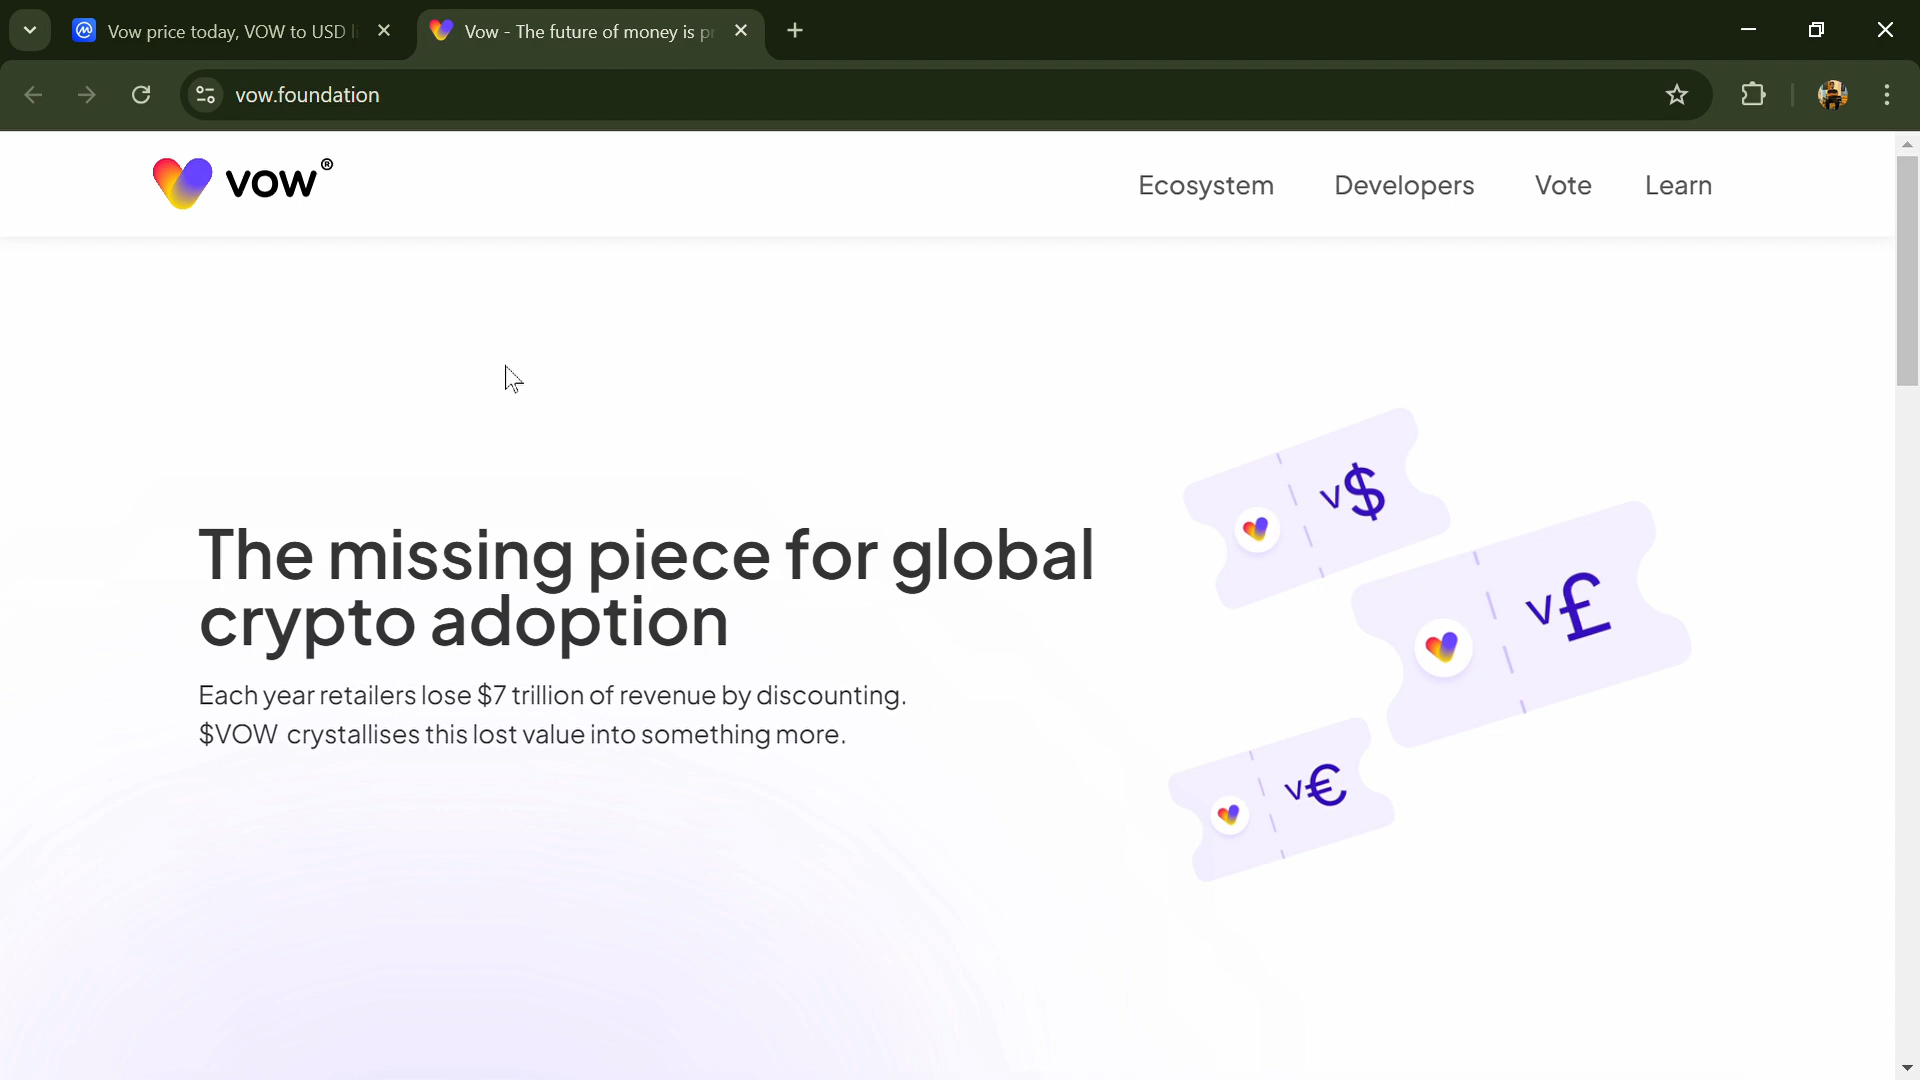 Vow price today, VOW to USD li
Vow - The future of money is pr
vow.foundation
vow®
Ecosystem
Developers
Vote
Learn
The missing piece for global
crypto adoption
Each year retailers lose $7 trillion of revenue by discounting.
$VOW crystallises this lost value into something more.
v$
v£
v€